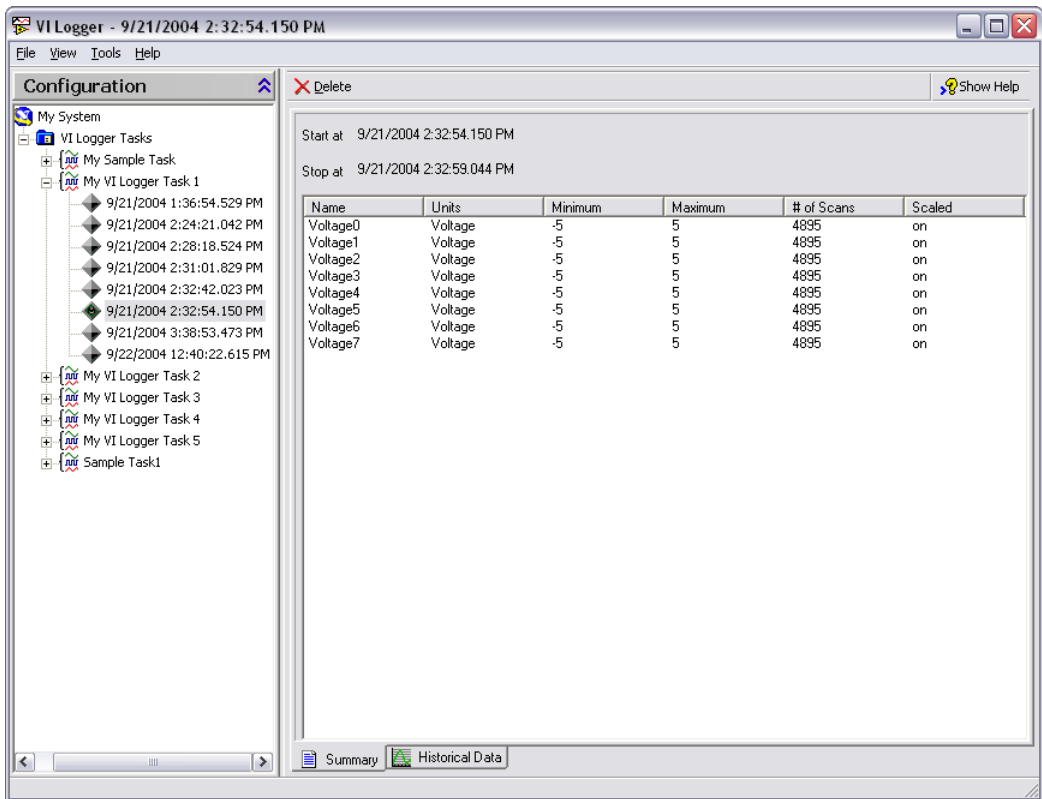 VI Logger - 9/21/2004 2:32:54.150 PM
File View Tools Help
Configuration
My System
VI Logger Tasks
My Sample Task
My VI Logger Task 1
9/21/2004 1:36:54.529 PM
9/21/2004 2:24:21.042 PM
9/21/2004 2:28:18.524 PM
9/21/2004 2:31:01.829 PM
9/21/2004 2:32:42.023 PM
9/21/2004 2:32:54.150 PM
9/21/2004 3:38:53.473 PM
9/22/2004 12:40:22.615 PM
My VI Logger Task 2
My VI Logger Task 3
My VI Logger Task 4
My VI Logger Task 5
Sample Task1
Delete
Show Help
Start at 9/21/2004 2:32:54.150 PM
Stop at 9/21/2004 2:32:59.044 PM
Name Units Minimum Maximum # of Scans Scaled
Voltage0 Voltage -5 5 4895 on
Voltage1 Voltage -5 5 4895 on
Voltage2 Voltage -5 5 4895 on
Voltage3 Voltage -5 5 4895 on
Voltage4 Voltage -5 5 4895 on
Voltage5 Voltage -5 5 4895 on
Voltage6 Voltage -5 5 4895 on
Voltage7 Voltage -5 5 4895 on
Summary Historical Data